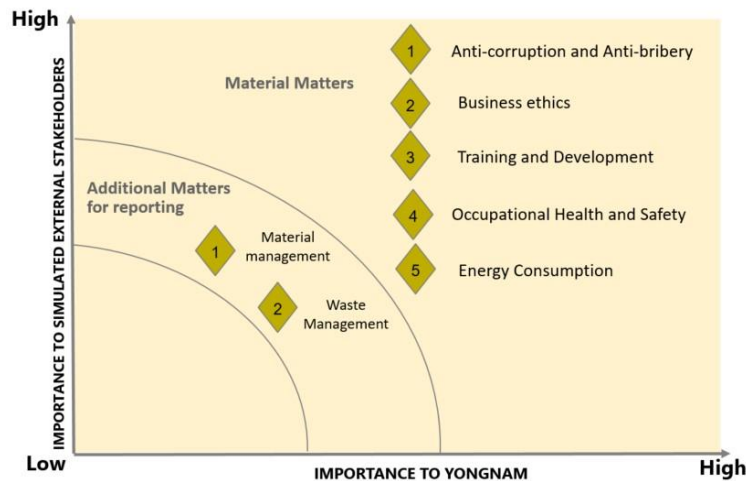 High
IMPORTANCE TO SIMULATED EXTERNAL STAKEHOLDERS
Material Matters
1 Anti-corruption and Anti-bribery
2 Business ethics
3 Training and Development
4 Occupational Health and Safety
5 Energy Consumption
Additional Matters
for reporting
1 Material
management
2 Waste
Management
Low
IMPORTANCE TO YONGNAM
High